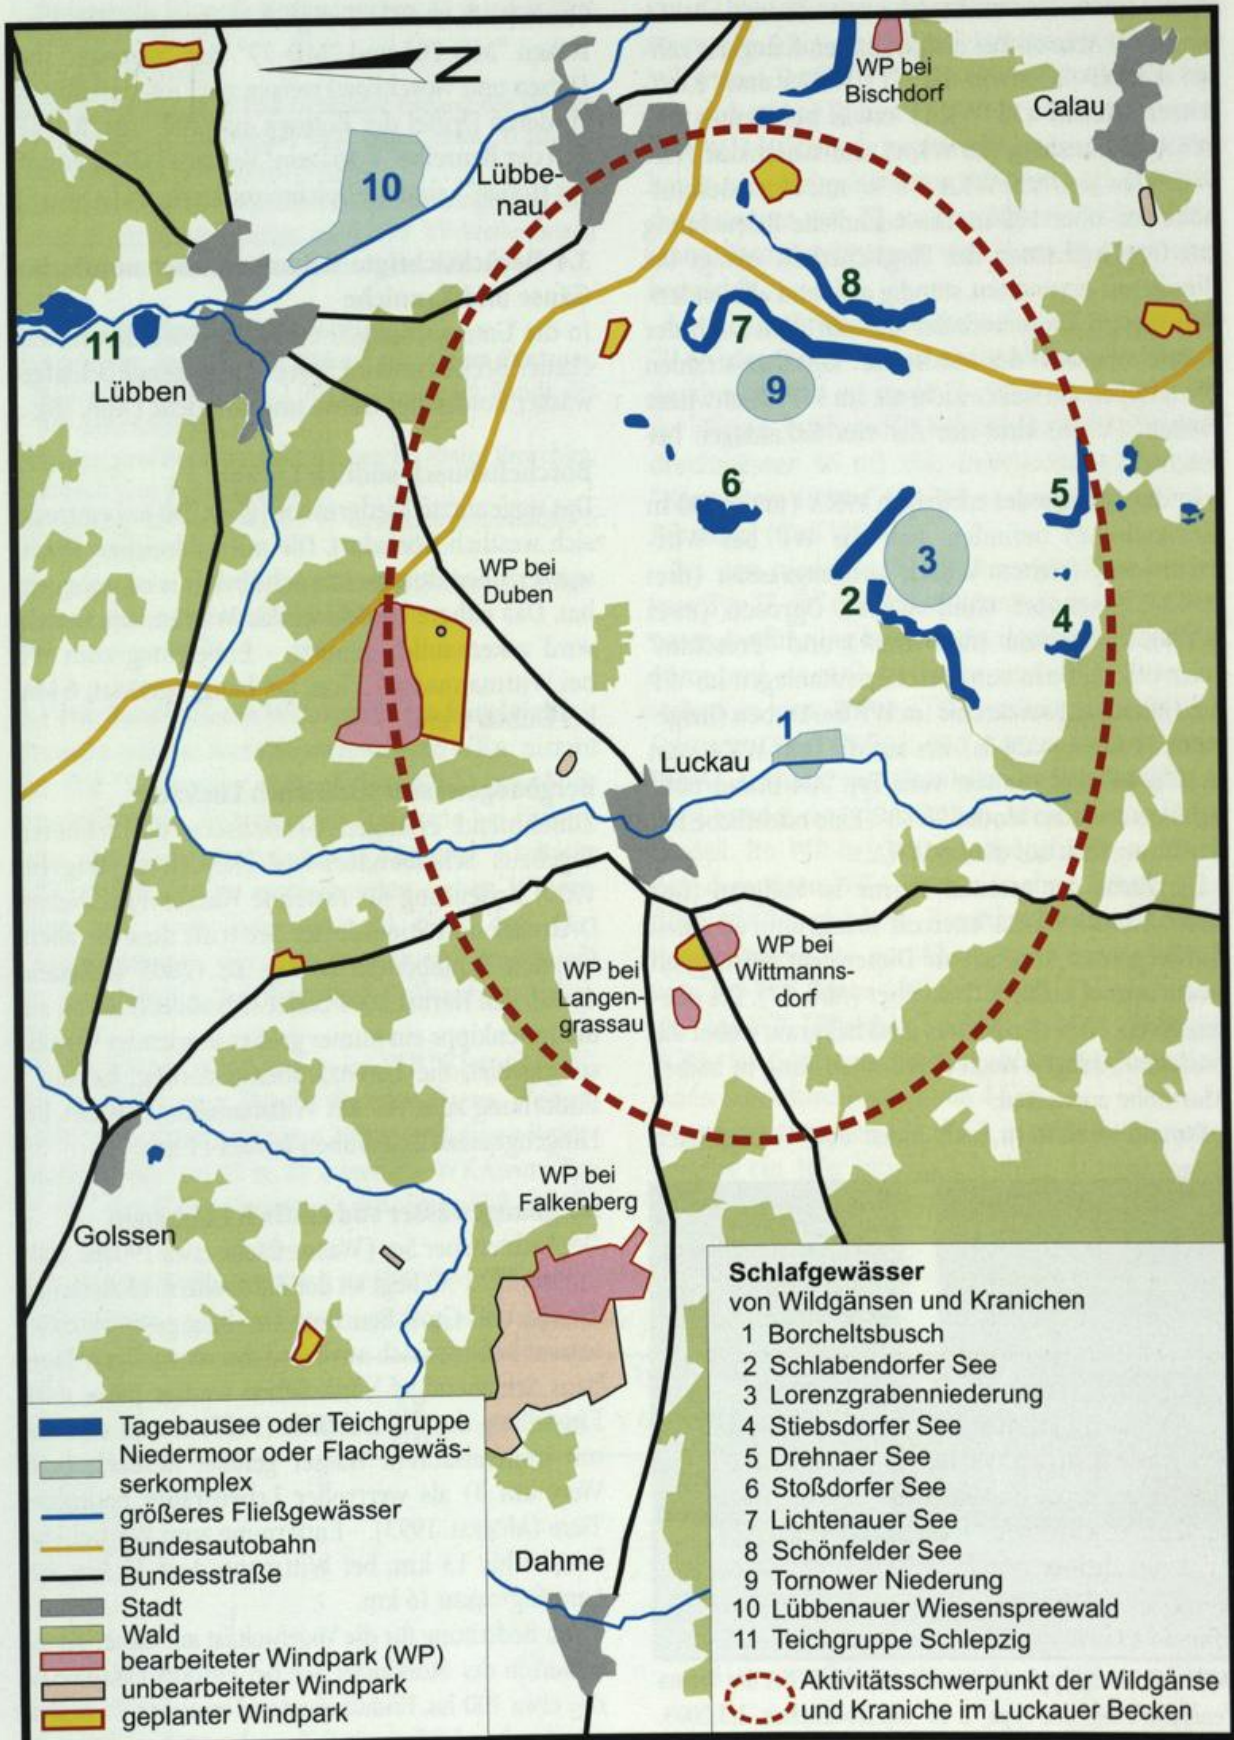 N
WP bei
Bischdorf
Calau
10
Lübbe-
nau
8
7
11
Lübben
9
6
5
3
WP bei
Duben
2
4
1
Luckau
WP bei
Wittmanns-
dorf
WP bei
Langen-
grassau
WP bei
Falkenberg
Golssen
Dahme
Tagebausee oder Teichgruppe
Niedermoor oder Flachgewäs-
serkomplex
größeres Fließgewässer
Bundesautobahn
Bundesstraße
Stadt
Wald
bearbeiteter Windpark (WP)
unbearbeiteter Windpark
geplanter Windpark
Schlafgewässer
von Wildgänsen und Kranichen
1 Borcheltsbusch
2 Schlabendorfer See
3 Lorenzgrabenniederung
4 Stiebsdorfer See
5 Drehnaer See
6 Stoßdorfer See
7 Lichtenauer See
8 Schönfelder See
9 Tornower Niederung
10 Lübbenauer Wiesenspreewald
11 Teichgruppe Schlepzig
Aktivitätsschwerpunkt der Wildgänse
und Kraniche im Luckauer Becken